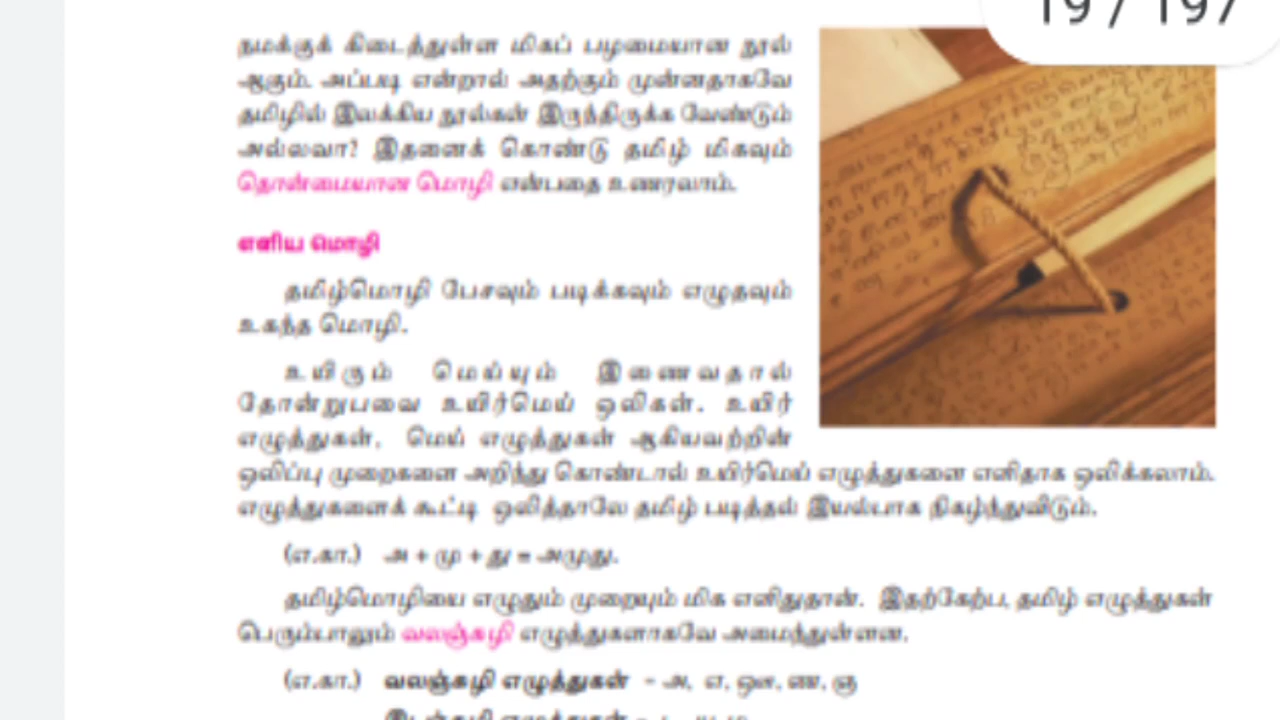 19 / 197
நமக்குக் கிடைத்துள்ள மிகப் பழமையான நூல்
ஆகும். அப்படி என்றால் அதற்கும் முன்னதாகவே
தமிழில் இலக்கிய நூல்கள் இருந்திருக்க வேண்டும்
அல்லவா? இதனைக் கொண்டு தமிழ் மிகவும்
தொன்மையான மொழி என்பதை உணரலாம்.
எளிய மொழி
தமிழ்மொழி பேசவும் படிக்கவும் எழுதவும்
உகந்த மொழி.
உயிரும் மெய்யும் இணைவதால்
தோன்றுபவை உயிர்மெய் ஒலிகள். உயிர்
எழுத்துகள், மெய் எழுத்துகள் ஆகியவற்றின்
ஒலிப்பு முறைகளை அறிந்து கொண்டால் உயிர்மெய் எழுத்துகளை எளிதாக ஒலிக்கலாம்.
எழுத்துகளைக் கூட்டி ஒலித்தாலே தமிழ் படித்தல் இயல்பாக நிகழ்ந்துவிடும்.
(எ.கா.) அ + மு + து = அமுது.
தமிழ்மொழியை எழுதும் முறையும் மிக எளிதுதான். இதற்கேற்ப, தமிழ் எழுத்துகள்
பெரும்பாலும் வலஞ்சுழி எழுத்துகளாகவே அமைந்துள்ளன.
(எ.கா.) வலஞ்சுழி எழுத்துகள் - அ, எ, ஔ, ண, ஞ